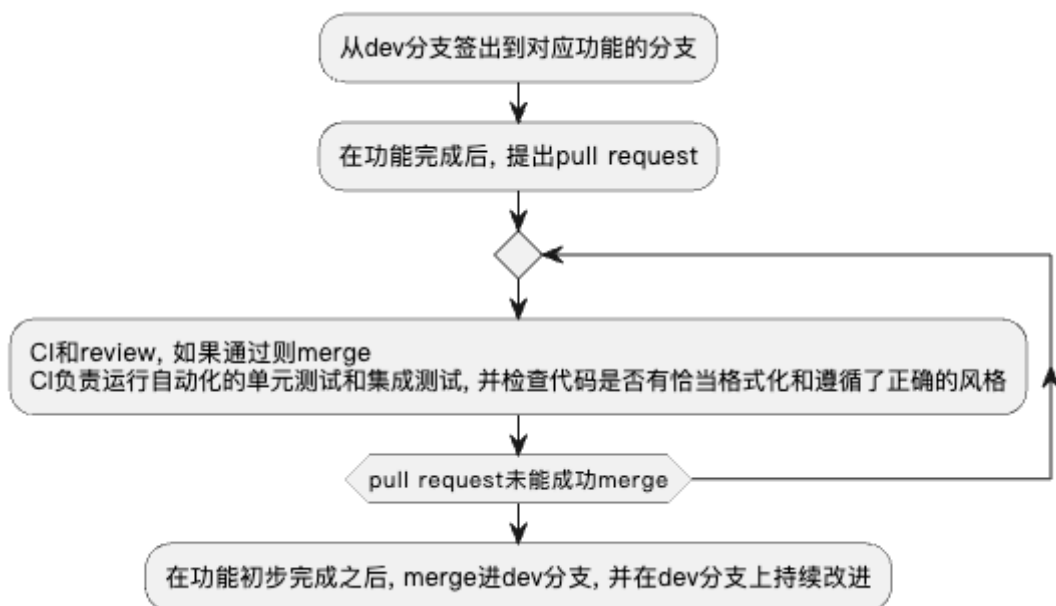 从dev分支签出到对应功能的分支
在功能完成后, 提出pull request
CI和review, 如果通过则merge
CI负责运行自动化的单元测试和集成测试, 并检查代码是否有恰当格式化和遵循了正确的风格
pull request未能成功merge
在功能初步完成之后, merge进dev分支, 并在dev分支上持续改进